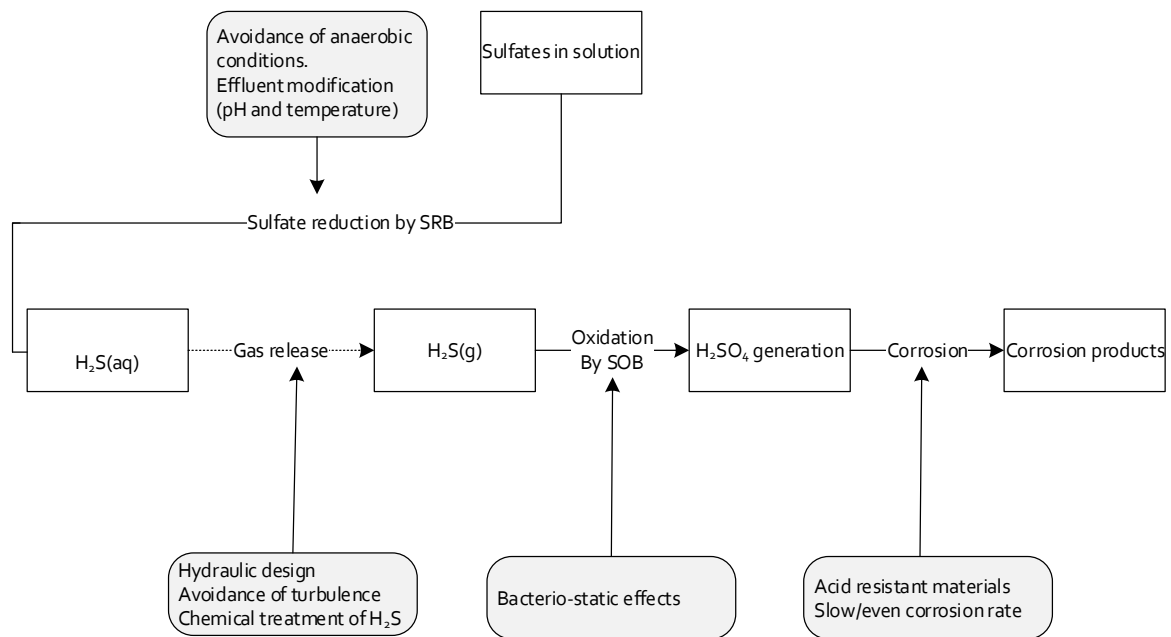 Avoidance of anaerobic
conditions.
Effluent modification
(pH and temperature)
Sulfates in solution
Sulfate reduction by SRB
H₂S(aq)
Gas release
H₂S(g)
Oxidation
By SOB
H₂SO₄ generation
Corrosion
Corrosion products
Hydraulic design
Avoidance of turbulence
Chemical treatment of H₂S
Bacterio-static effects
Acid resistant materials
Slow/even corrosion rate